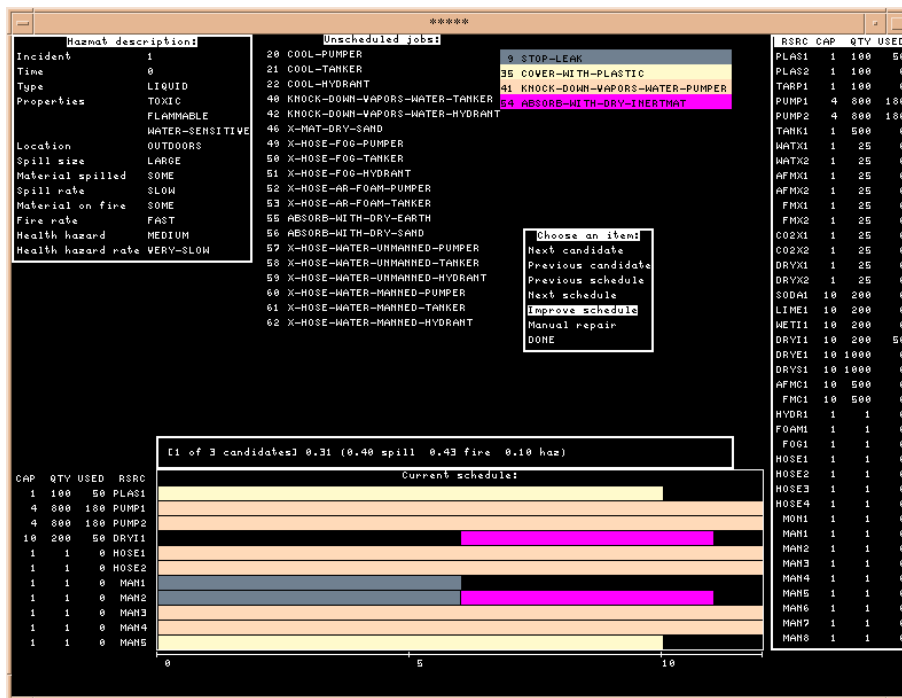 *****
Hazmat description:
Incident 1
Time 0
Type LIQUID
Properties TOXIC
FLAMMABLE
WATER-SENSITIVE
Location OUTDOORS
Spill size LARGE
Material spilled SOME
Spill rate SLOW
Material on fire SOME
Fire rate FAST
Health hazard MEDIUM
Health hazard rate VERY-SLOW
Unscheduled jobs:
20 COOL-PUMPER
21 COOL-TANKER
22 COOL-HYDRANT
40 KNOCK-DOWN-VAPORS-WATER-TANKER
42 KNOCK-DOWN-VAPORS-WATER-HYDRANT
46 X-MAT-DRY-SAND
49 X-HOSE-FOG-PUMPER
50 X-HOSE-FOG-TANKER
51 X-HOSE-FOG-HYDRANT
52 X-HOSE-AR-FOAM-PUMPER
53 X-HOSE-AR-FOAM-TANKER
55 ABSORB-WITH-DRY-EARTH
56 ABSORB-WITH-DRY-SAND
57 X-HOSE-WATER-UNMANNED-PUMPER
58 X-HOSE-WATER-UNMANNED-TANKER
59 X-HOSE-WATER-UNMANNED-HYDRANT
60 X-HOSE-WATER-MANNED-PUMPER
61 X-HOSE-WATER-MANNED-TANKER
62 X-HOSE-WATER-MANNED-HYDRANT
9 STOP-LEAK
35 COVER-WITH-PLASTIC
41 KNOCK-DOWN-VAPORS-WATER-PUMPER
54 ABSORB-WITH-DRY-INERTMAT
Choose an item:
Next candidate
Previous candidate
Previous schedule
Next schedule
Improve schedule
Manual repair
DONE
RSRC CAP QTY USED
PLAS1 1 100 50
PLAS2 1 100
TARP1 1 100
PUMP1 4 800 180
PUMP2 4 800 180
TANK1 1 500
WATX1 1 25
WATX2 1 25
AFMX1 1 25
AFMX2 1 25
FMX1 1 25
FMX2 1 25
CO2X1 1 25
CO2X2 1 25
DRYX1 1 25
DRYX2 1 25
SODA1 10 200
LIME1 10 200
WETI1 10 200
DRYI1 10 200 50
DRYE1 10 1000
DRYS1 10 1000
AFMC1 10 500
FMC1 10 500
HYDR1 1 1
FOAM1 1 1
FOG1 1 1
HOSE1 1 1
HOSE2 1 1
HOSE3 1 1
HOSE4 1 1
MON1 1 1
MAN1 1 1
MAN2 1 1
MAN3 1 1
MAN4 1 1
MAN5 1 1
MAN6 1 1
MAN7 1 1
MAN8 1 1
[1 of 3 candidates] 0.31 (0.40 spill 0.43 fire 0.10 haz)
Current schedule:
CAP QTY USED RSRC
1 100 50 PLAS1
4 800 180 PUMP1
4 800 180 PUMP2
10 200 50 DRYI1
1 1 0 HOSE1
1 1 0 HOSE2
1 1 0 MAN1
1 1 0 MAN2
1 1 0 MAN3
1 1 0 MAN4
1 1 0 MAN5
0 5 10